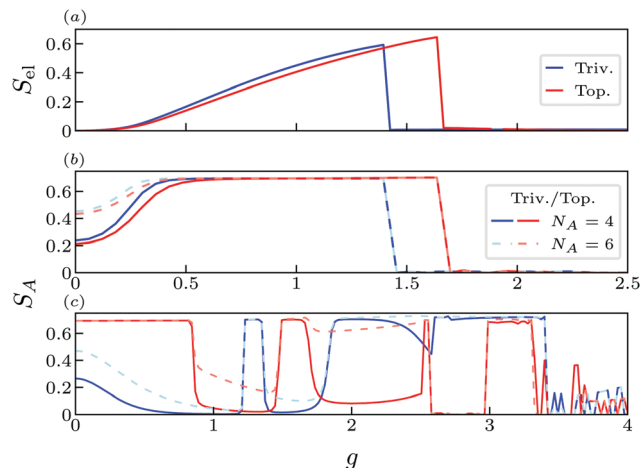 (a)
0.6
0.4
0.2
0
S_el
Triv.
Top.
(b)
0.6
0.4
0.2
0
Triv./Top.
N_A = 4
N_A = 6
0 0.5 1 1.5 2 2.5
S_A
(c)
0.6
0.4
0.2
0
0 1 2 3 4
g